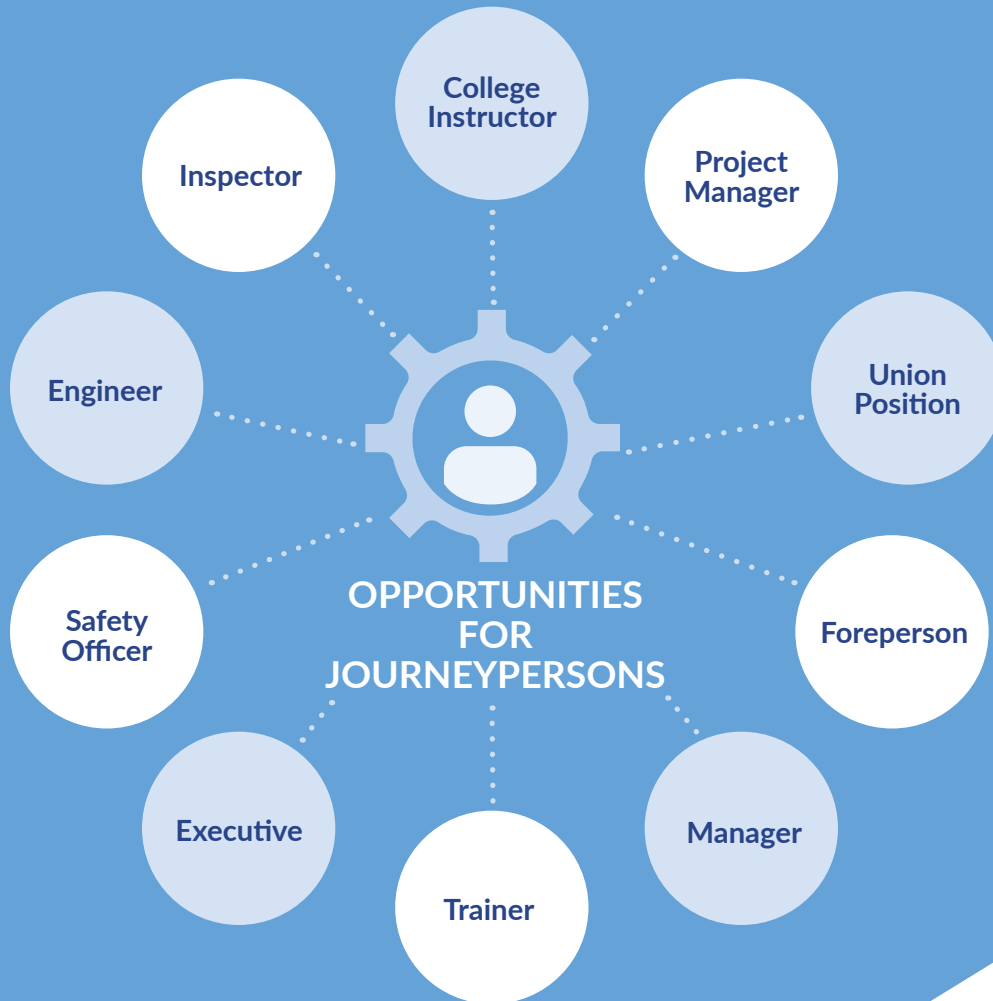 College
Instructor
Project
Manager
Inspector
Union
Position
Engineer
Foreperson
Safety
Officer
OPPORTUNITIES
FOR
JOURNEYPERSONS
Manager
Executive
Trainer